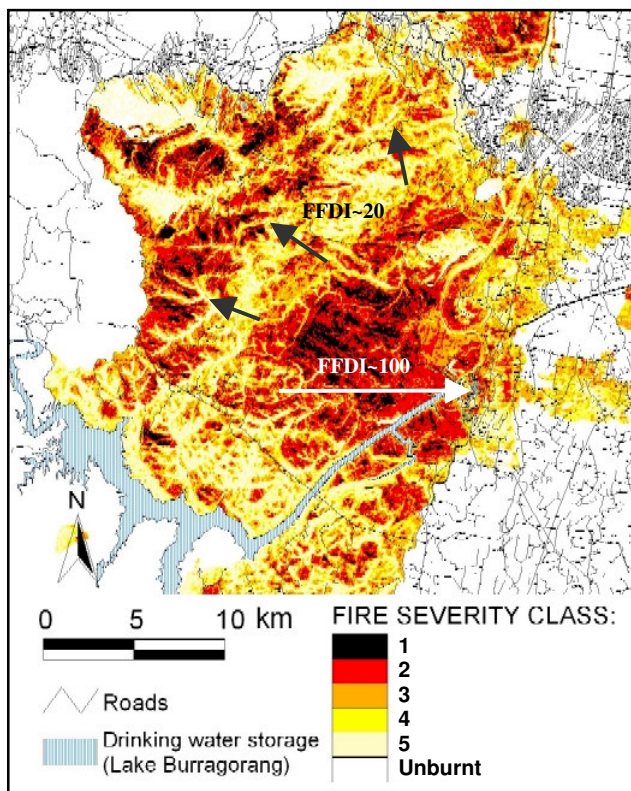 FFDI~20
FFDI~100
N
0 5 10 km
Roads
Drinking water storage
(Lake Burragorang)
FIRE SEVERITY CLASS:
1
2
3
4
5
Unburnt